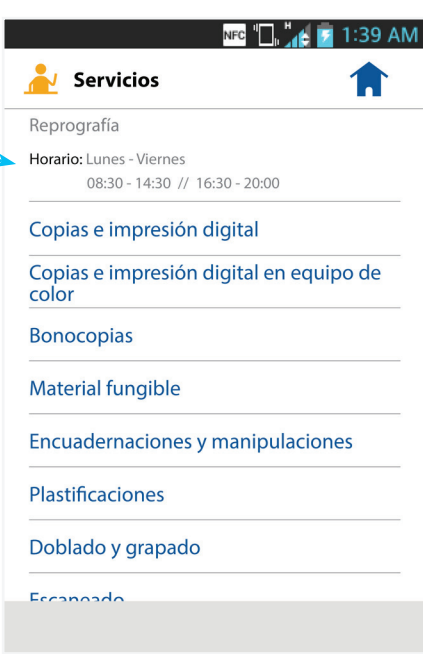 NFC H 1:39 AM
Servicios
Reprografía
Horario: Lunes - Viernes
08:30 - 14:30 // 16:30 - 20:00
Copias e impresión digital
Copias e impresión digital en equipo de
color
Bonocopias
Material fungible
Encuadernaciones y manipulaciones
Plastificaciones
Doblado y grapado
Escaneado